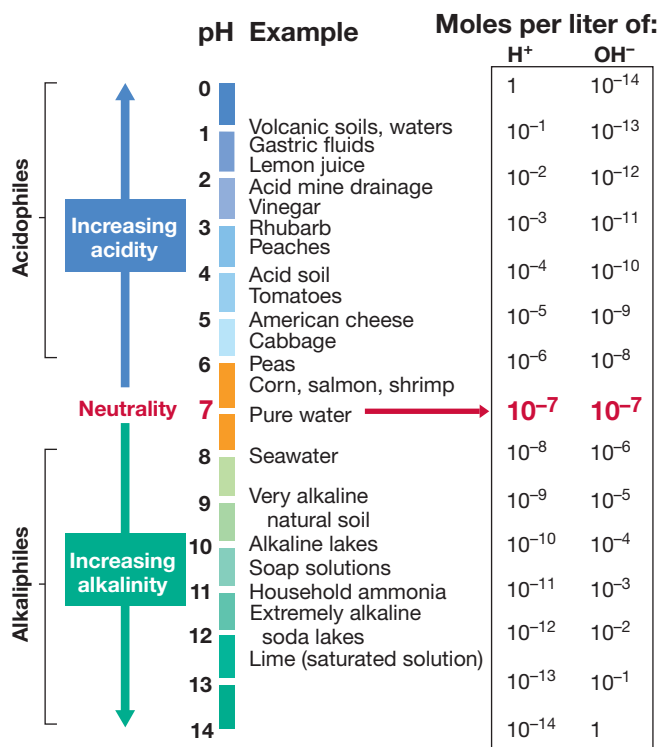 pH Example Moles per liter of:
H⁺ OH⁻
0 1 10⁻¹⁴
1 Volcanic soils, waters 10⁻¹ 10⁻¹³
Gastric fluids
Lemon juice
2 10⁻² 10⁻¹²
Acid mine drainage
Vinegar
3 Rhubarb 10⁻³ 10⁻¹¹
Peaches
4 Acid soil 10⁻⁴ 10⁻¹⁰
Tomatoes
5 American cheese 10⁻⁵ 10⁻⁹
Cabbage
6 Peas 10⁻⁶ 10⁻⁸
Corn, salmon, shrimp
Neutrality 7 Pure water 10⁻⁷ 10⁻⁷
8 Seawater 10⁻⁸ 10⁻⁶
9 Very alkaline 10⁻⁹ 10⁻⁵
natural soil
10 Alkaline lakes 10⁻¹⁰ 10⁻⁴
Soap solutions
11 Household ammonia 10⁻¹¹ 10⁻³
Extremely alkaline
12 soda lakes 10⁻¹² 10⁻²
Lime (saturated solution)
13 10⁻¹³ 10⁻¹
14 10⁻¹⁴ 1
Acidophiles
Increasing
acidity
Alkaliphiles
Increasing
alkalinity